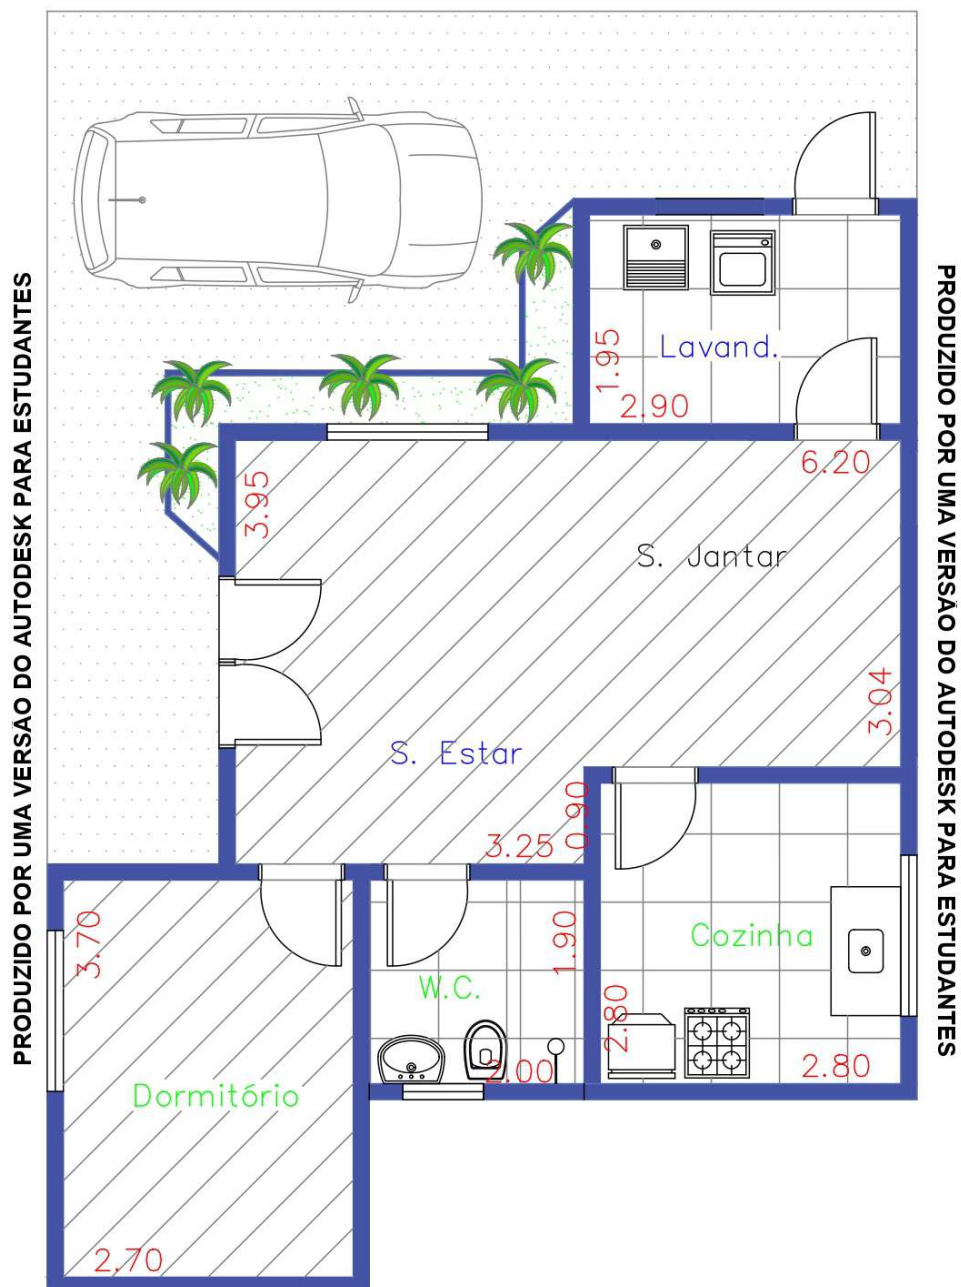 PRODUZIDO POR UMA VERSÃO DO AUTODESK PARA ESTUDANTES
PRODUZIDO POR UMA VERSÃO DO AUTODESK PARA ESTUDANTES
Lavand.
1.95
2.90
6.20
3.95
S. Jantar
3.04
S. Estar
0.90
3.25
3.70
1.90
Cozinha
W.C.
2.80
2.00
2.80
Dormitório
2.70